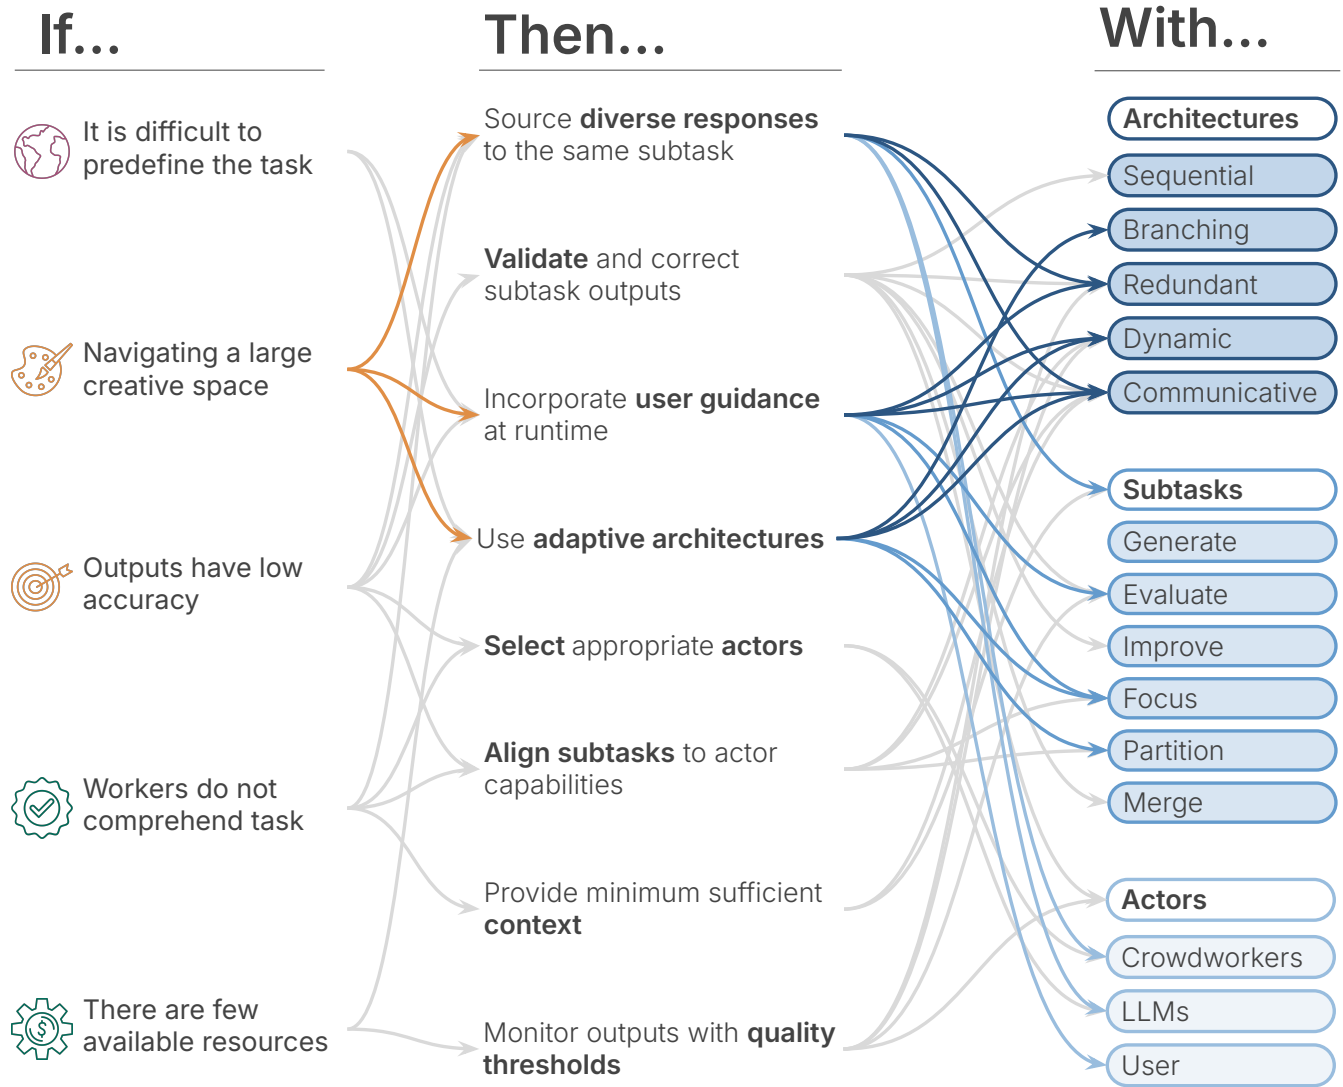 If...
Then...
With...
It is difficult to
predefine the task
Navigating a large
creative space
Outputs have low
accuracy
Workers do not
comprehend task
There are few
available resources
Source diverse responses
to the same subtask
Validate and correct
subtask outputs
Incorporate user guidance
at runtime
Use adaptive architectures
Select appropriate actors
Align subtasks to actor
capabilities
Provide minimum sufficient
context
Monitor outputs with quality
thresholds
Architectures
Sequential
Branching
Redundant
Dynamic
Communicative
Subtasks
Generate
Evaluate
Improve
Focus
Partition
Merge
Actors
Crowdworkers
LLMs
User